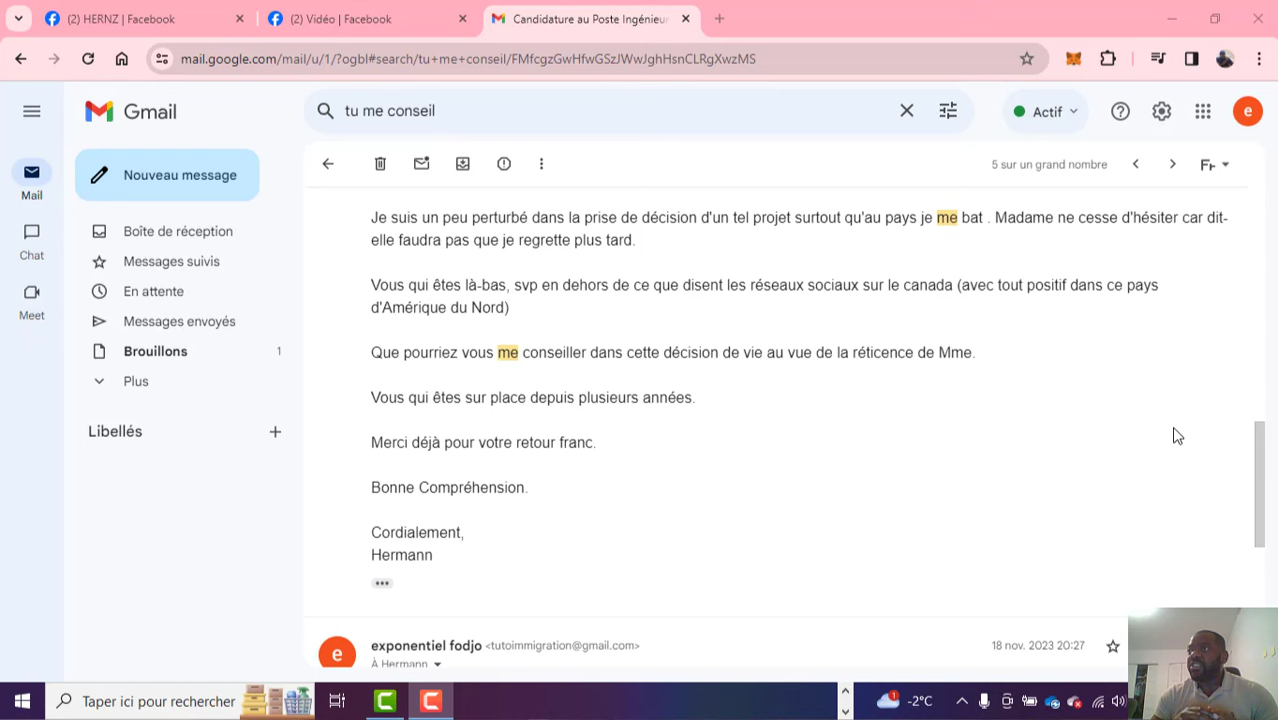 (2) HERNZ | Facebook
(2) Vidéo | Facebook
Candidature au Poste Ingénieur
mail.google.com/mail/u/1/?ogbl#search/tu+me+conseil/FMfcgzGwHfwGSzJWwJghHsnCLRgXwzMS
Gmail
tu me conseil
Actif
e
Mail
Chat
Meet
Nouveau message
Boîte de réception
Messages suivis
En attente
Messages envoyés
Brouillons 1
Plus
Libellés
5 sur un grand nombre
Je suis un peu perturbé dans la prise de décision d'un tel projet surtout qu'au pays je me bat . Madame ne cesse d'hésiter car dit-
elle faudra pas que je regrette plus tard.
Vous qui êtes là-bas, svp en dehors de ce que disent les réseaux sociaux sur le canada (avec tout positif dans ce pays
d'Amérique du Nord)
Que pourriez vous me conseiller dans cette décision de vie au vue de la réticence de Mme.
Vous qui êtes sur place depuis plusieurs années.
Merci déjà pour votre retour franc.
Bonne Compréhension.
Cordialement,
Hermann
e
exponentiel fodjo <tutoimmigration@gmail.com>
18 nov. 2023 20:27
À Hermann
Taper ici pour rechercher
1
-2°C